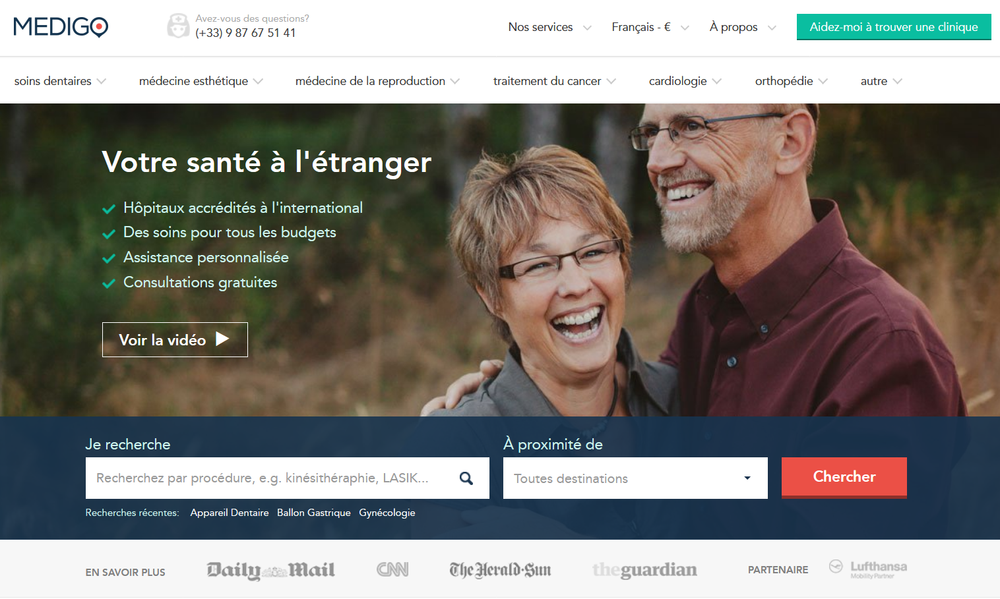 MEDIGO
Avez-vous des questions?
(+33) 9 87 67 51 41
Nos services
Français - €
À propos
Aidez-moi à trouver une clinique
soins dentaires
médecine esthétique
médecine de la reproduction
traitement du cancer
cardiologie
orthopédie
autre
Votre santé à l'étranger
Hôpitaux accrédités à l'international
Des soins pour tous les budgets
Assistance personnalisée
Consultations gratuites
Voir la vidéo
Je recherche
À proximité de
Recherchez par procédure, e.g. kinésithéraphie, LASIK...
Toutes destinations
Chercher
Recherches récentes: Appareil Dentaire Ballon Gastrique Gynécologie
EN SAVOIR PLUS
Daily Mail
CNN
The Herald Sun
theguardian
PARTENAIRE
Lufthansa
Mobility Partner